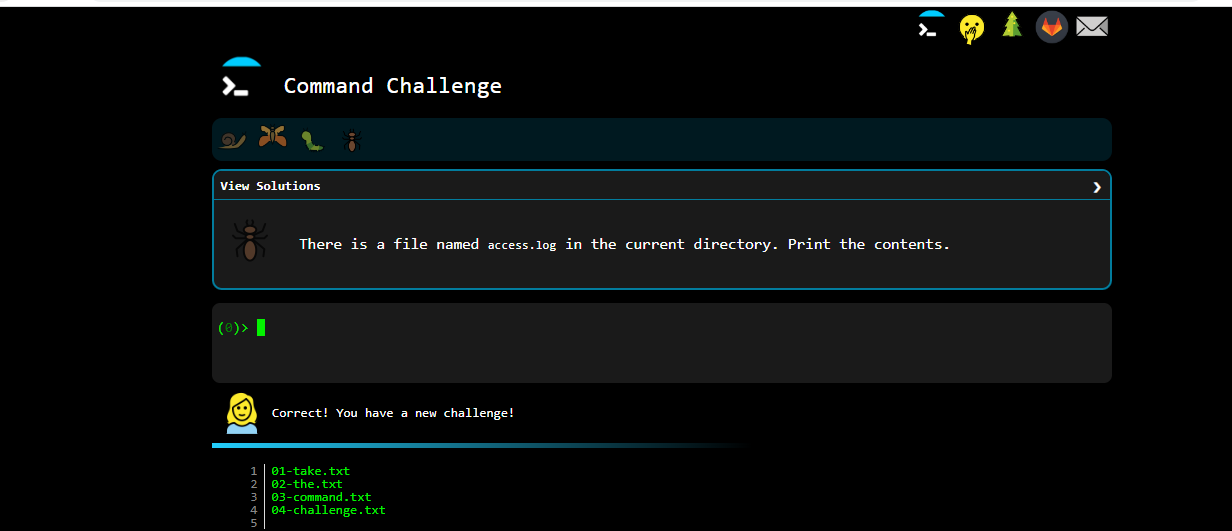 Command Challenge
View Solutions
There is a file named access.log in the current directory. Print the contents.
(0)>
Correct! You have a new challenge!
1 01-take.txt
2 02-the.txt
3 03-command.txt
4 04-challenge.txt
5